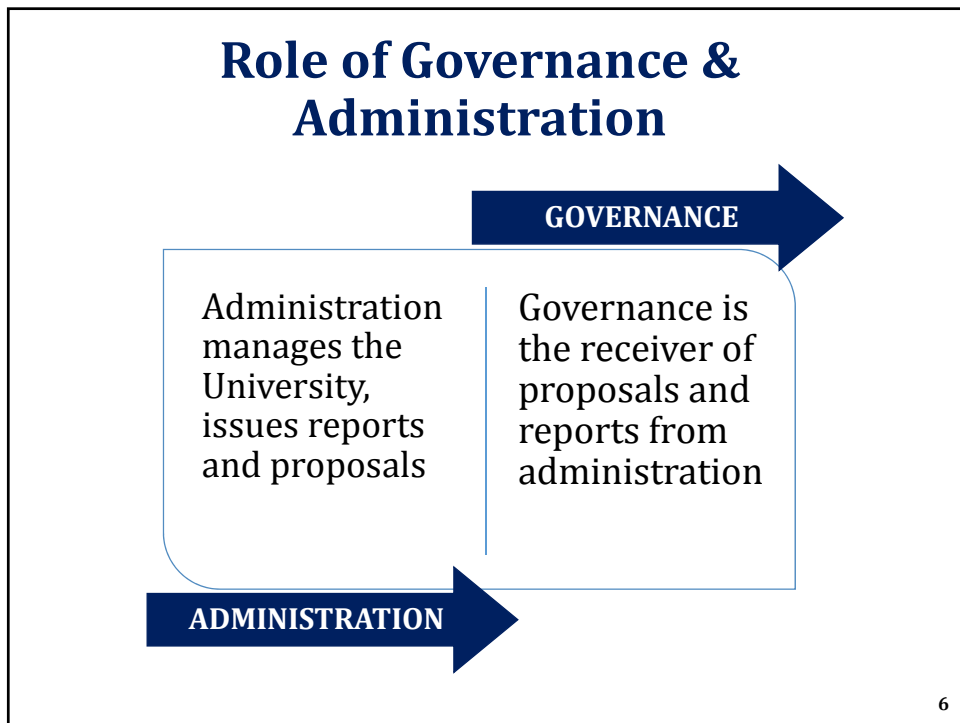 Role of Governance &
Administration
GOVERNANCE
Administration
manages the
University,
issues reports
and proposals
Governance is
the receiver of
proposals and
reports from
administration
ADMINISTRATION
6